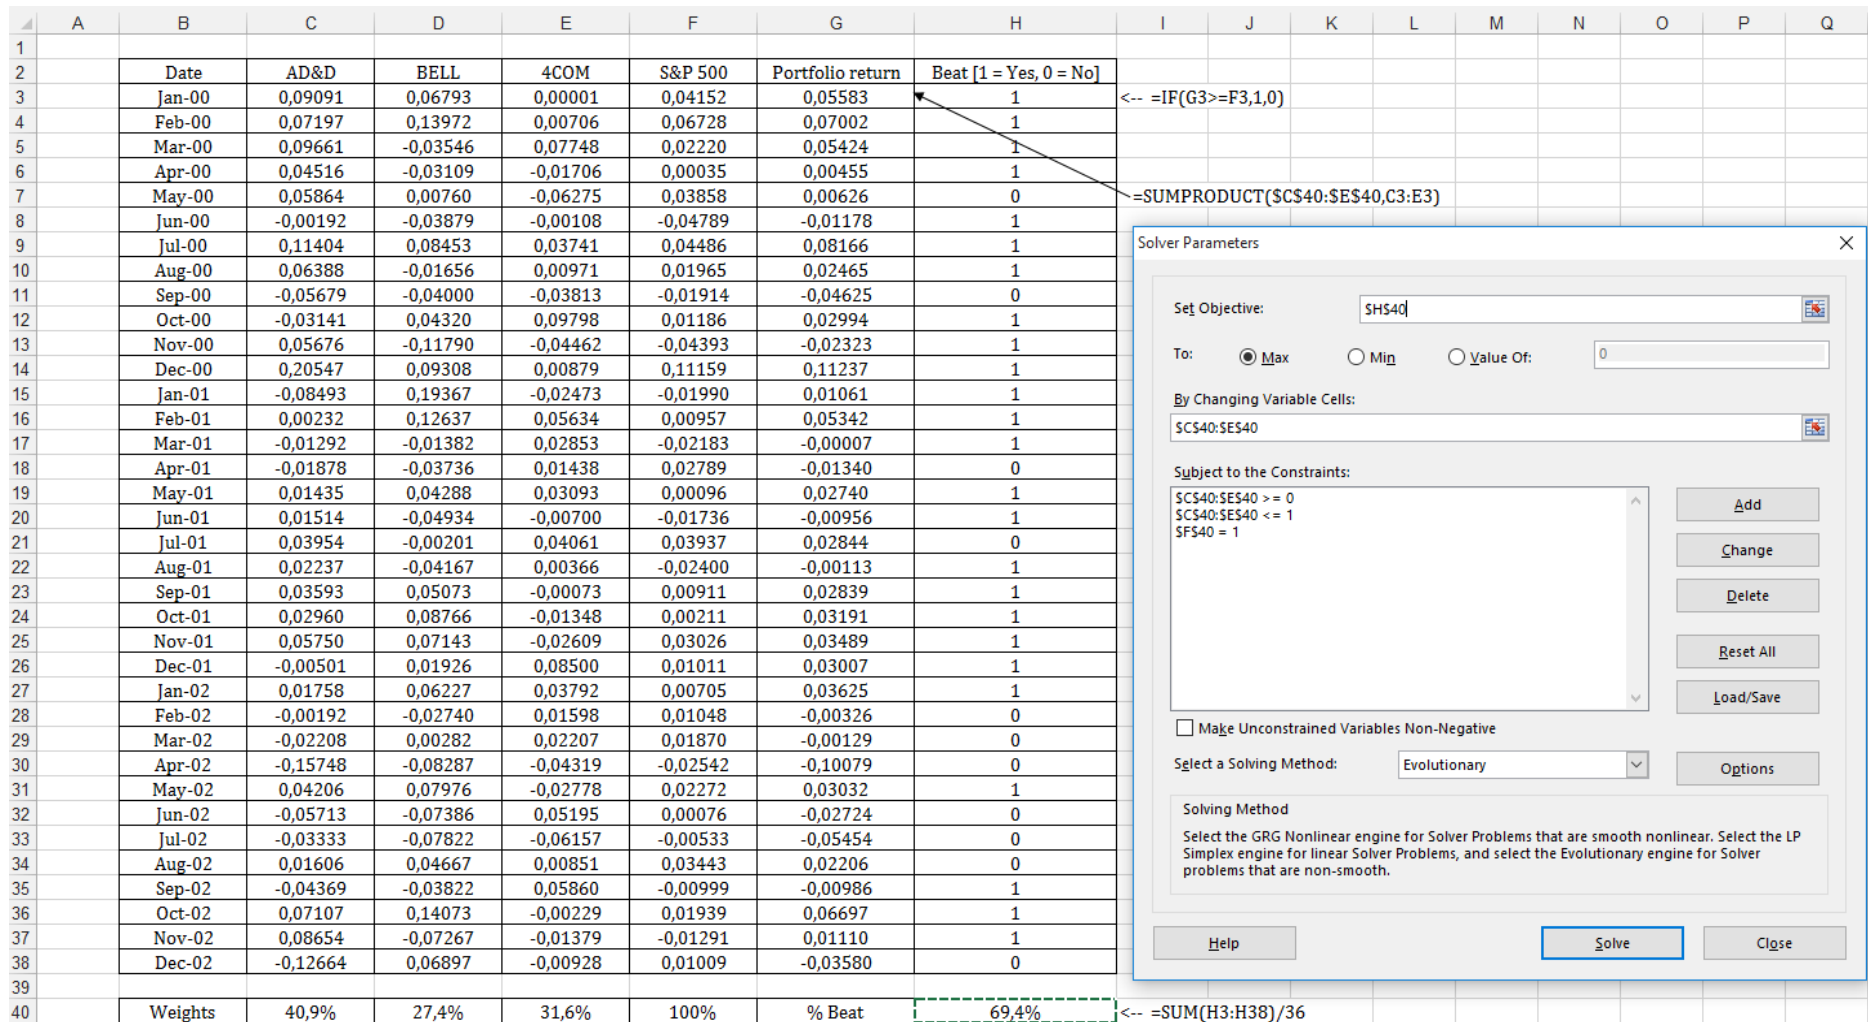 A B C D E F G H I J K L M N O P Q
1
2 Date AD&D BELL 4COM S&P 500 Portfolio return Beat [1 = Yes, 0 = No]
3 Jan-00 0,09091 0,06793 0,00001 0,04152 0,05583 1 <-- =IF(G3>=F3,1,0)
4 Feb-00 0,07197 0,13972 0,00706 0,06728 0,07002 1
5 Mar-00 0,09661 -0,03546 0,07748 0,02220 0,05424 1
6 Apr-00 0,04516 -0,03109 -0,01706 0,00035 0,00455 1
7 May-00 0,05864 0,00760 -0,06275 0,03858 0,00626 0 =SUMPRODUCT($C$40:$E$40,C3:E3)
8 Jun-00 -0,00192 -0,03879 -0,00108 -0,04789 -0,01178 1
9 Jul-00 0,11404 0,08453 0,03741 0,04486 0,08166 1
10 Aug-00 0,06388 -0,01656 0,00971 0,01965 0,02465 1
11 Sep-00 -0,05679 -0,04000 -0,03813 -0,01914 -0,04625 0
12 Oct-00 -0,03141 0,04320 0,09798 0,01186 0,02994 1
13 Nov-00 0,05676 -0,11790 -0,04462 -0,04393 -0,02323 1
14 Dec-00 0,20547 0,09308 0,00879 0,11159 0,11237 1
15 Jan-01 -0,08493 0,19367 -0,02473 -0,01990 0,01061 1
16 Feb-01 0,00232 0,12637 0,05634 0,00957 0,05342 1
17 Mar-01 -0,01292 -0,01382 0,02853 -0,02183 -0,00007 1
18 Apr-01 -0,01878 -0,03736 0,01438 0,02789 -0,01340 0
19 May-01 0,01435 0,04288 0,03093 0,00096 0,02740 1
20 Jun-01 0,01514 -0,04934 -0,00700 -0,01736 -0,00956 1
21 Jul-01 0,03954 -0,00201 0,04061 0,03937 0,02844 0
22 Aug-01 0,02237 -0,04167 0,00366 -0,02400 -0,00113 1
23 Sep-01 0,03593 0,05073 -0,00073 0,00911 0,02839 1
24 Oct-01 0,02960 0,08766 -0,01348 0,00211 0,03191 1
25 Nov-01 0,05750 0,07143 -0,02609 0,03026 0,03489 1
26 Dec-01 -0,00501 0,01926 0,08500 0,01011 0,03007 1
27 Jan-02 0,01758 0,06227 0,03792 0,00705 0,03625 1
28 Feb-02 -0,00192 -0,02740 0,01598 0,01048 -0,00326 0
29 Mar-02 -0,02208 0,00282 0,02207 0,01870 -0,00129 0
30 Apr-02 -0,15748 -0,08287 -0,04319 -0,02542 -0,10079 0
31 May-02 0,04206 0,07976 -0,02778 0,02272 0,03032 1
32 Jun-02 -0,05713 -0,07386 0,05195 0,00076 -0,02724 0
33 Jul-02 -0,03333 -0,07822 -0,06157 -0,00533 -0,05454 0
34 Aug-02 0,01606 0,04667 0,00851 0,03443 0,02206 0
35 Sep-02 -0,04369 -0,03822 0,05860 -0,00999 -0,00986 1
36 Oct-02 0,07107 0,14073 -0,00229 0,01939 0,06697 1
37 Nov-02 0,08654 -0,07267 -0,01379 -0,01291 0,01110 1
38 Dec-02 -0,12664 0,06897 -0,00928 0,01009 -0,03580 0
39
40 Weights 40,9% 27,4% 31,6% 100% % Beat 69,4% <-- =SUM(H3:H38)/36
Solver Parameters
Set Objective: $H$40
To: Max Min Value Of: 0
By Changing Variable Cells:
$C$40:$E$40
Subject to the Constraints:
$C$40:$E$40 >= 0
$C$40:$E$40 <= 1
$F$40 = 1
Add
Change
Delete
Reset All
Load/Save
Make Unconstrained Variables Non-Negative
Select a Solving Method: Evolutionary
Options
Solving Method
Select the GRG Nonlinear engine for Solver Problems that are smooth nonlinear. Select the LP
Simplex engine for linear Solver Problems, and select the Evolutionary engine for Solver
problems that are non-smooth.
Help Solve Close